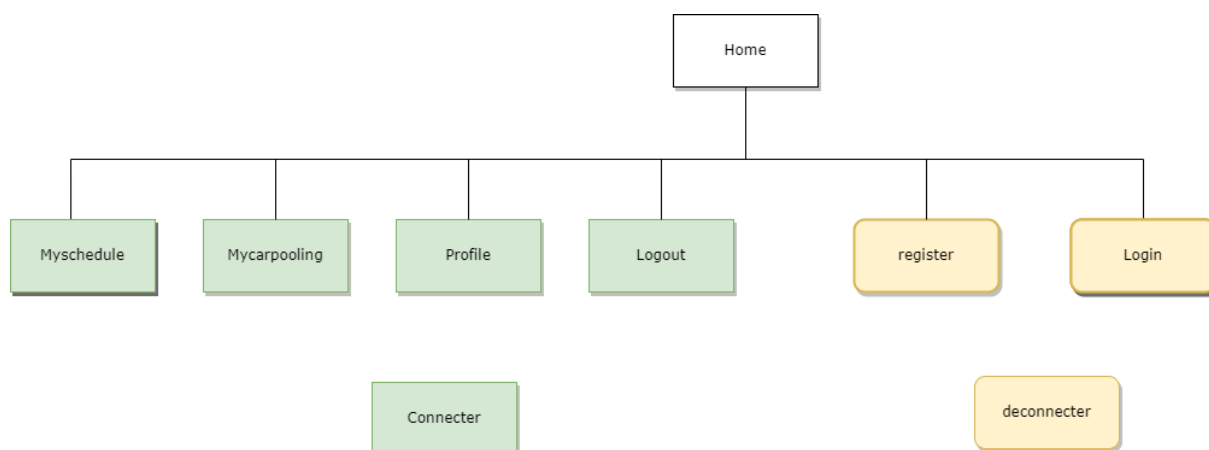 Home
Myschedule
Mycarpooling
Profile
Logout
register
Login
Connecter
deconnecter